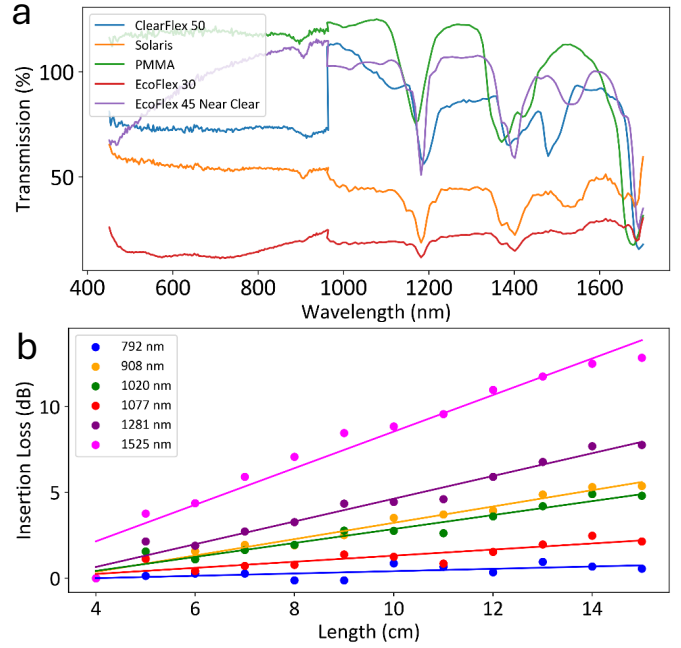 a
ClearFlex 50
Solaris
PMMA
EcoFlex 30
EcoFlex 45 Near Clear
Transmission (%)
100
50
400 600 800 1000 1200 1400 1600
Wavelength (nm)
b
792 nm
908 nm
1020 nm
1077 nm
1281 nm
1525 nm
Insertion Loss (dB)
10
5
0
4 6 8 10 12 14
Length (cm)